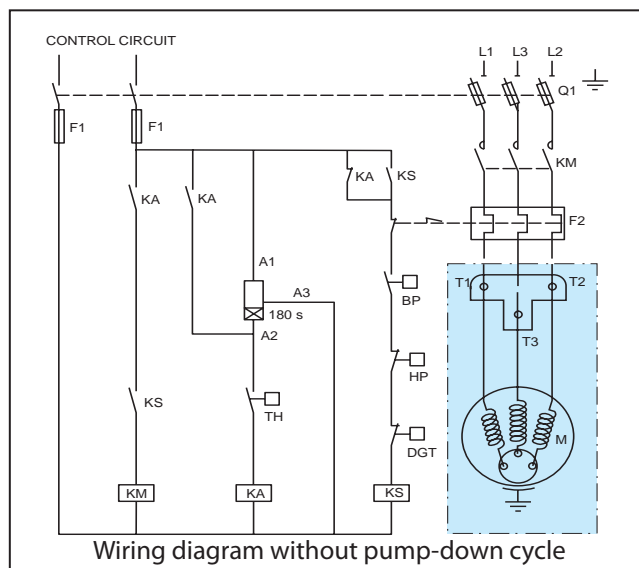 CONTROL CIRCUIT
L1 L3 L2
Q1
F1 F1
KA KS
KM
KA KA
F2
A1
A3
T1 T2
180 s
BP
A2
T3
HP
KS
TH
M
DGT
KM KA KS
Wiring diagram without pump-down cycle